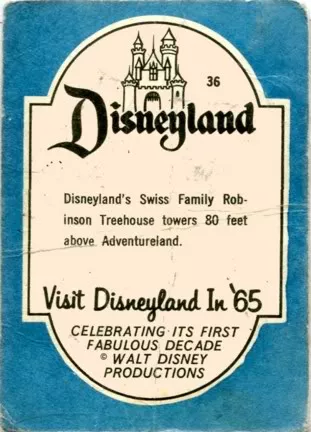 36
Disneyland
Disneyland's Swiss Family Rob-
inson Treehouse towers 80 feet
above Adventureland.
Visit Disneyland In '65
CELEBRATING ITS FIRST
FABULOUS DECADE
© WALT DISNEY
PRODUCTIONS